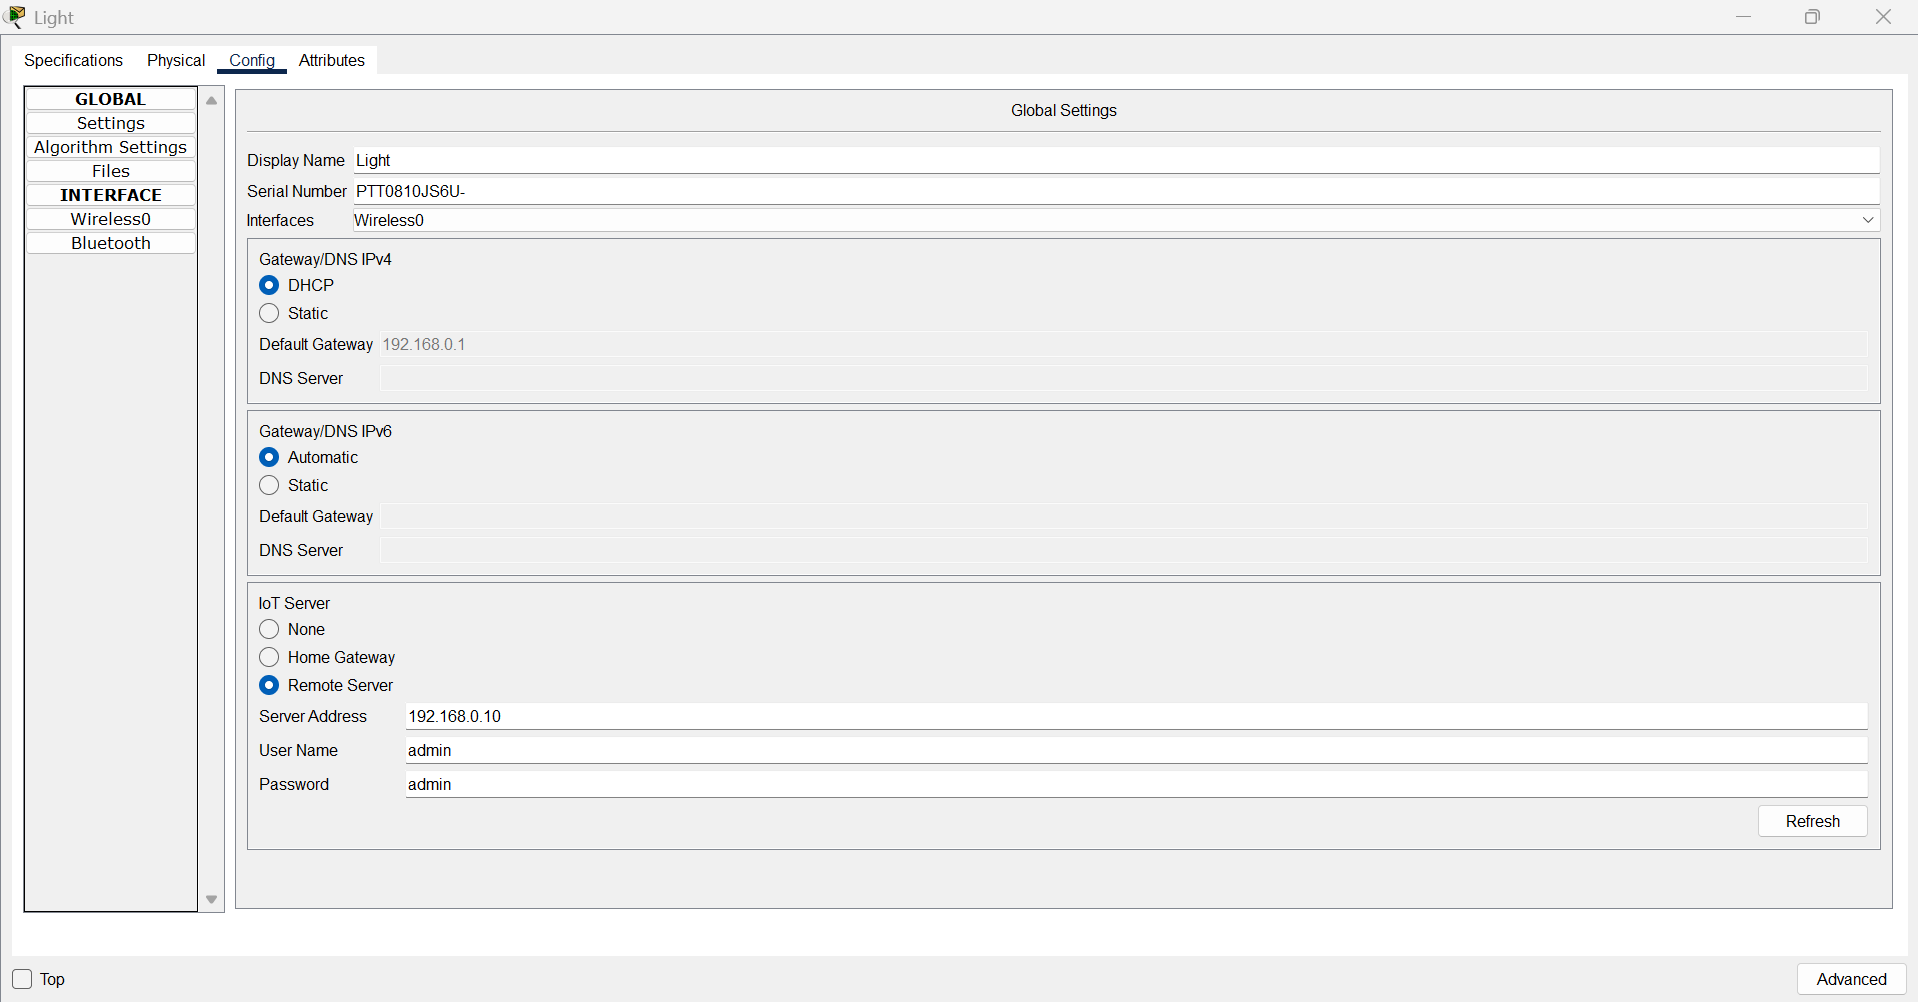 Light
Specifications Physical Config Attributes
GLOBAL
Settings
Algorithm Settings
Files
INTERFACE
Wireless0
Bluetooth
Global Settings
Display Name Light
Serial Number PTT0810JS6U-
Interfaces Wireless0
Gateway/DNS IPv4
DHCP
Static
Default Gateway 192.168.0.1
DNS Server
Gateway/DNS IPv6
Automatic
Static
Default Gateway
DNS Server
IoT Server
None
Home Gateway
Remote Server
Server Address 192.168.0.10
User Name admin
Password admin
Refresh
Top
Advanced